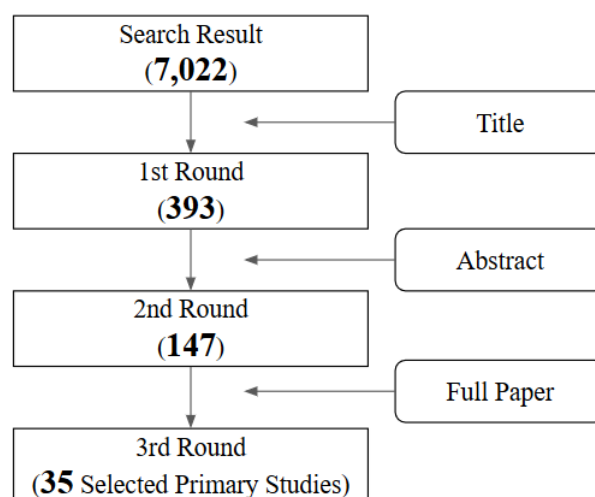 Search Result
(7,022)
Title
1st Round
(393)
Abstract
2nd Round
(147)
Full Paper
3rd Round
(35 Selected Primary Studies)